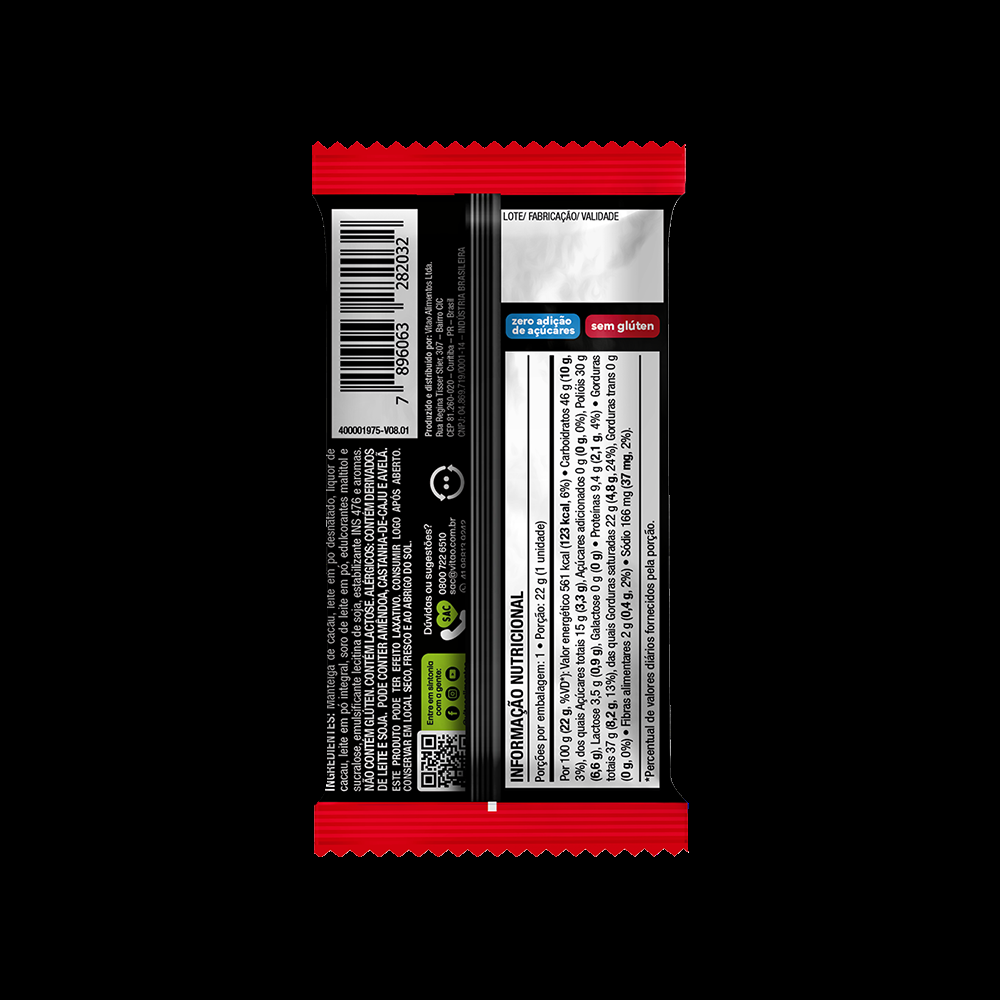 LOTE/ FABRICAÇÃO/ VALIDADE
zero adição
de açúcares
sem glúten
INFORMAÇÃO NUTRICIONAL
Porções por embalagem: 1 • Porção: 22 g (1 unidade)
Por 100 g (22 g, %VD*): Valor energético 561 kcal (123 kcal, 6%) • Carboidratos 46 g (10 g,
3%), dos quais Açúcares totais 15 g (3,3 g), Açúcares adicionados 0 g (0 g, 0%), Polióis 30 g
(6,6 g), Lactose 3,5 g (0,9 g), Galactose 0 g (0 g) • Proteínas 9,4 g (2,1 g, 4%) • Gorduras
totais 37 g (8,2 g, 13%), das quais Gorduras saturadas 22 g (4,8 g, 24%), Gorduras trans 0 g
(0 g, 0%) • Fibras alimentares 2 g (0,4 g, 2%) • Sódio 166 mg (37 mg, 2%).
*Percentual de valores diários fornecidos pela porção.
INGREDIENTES: Manteiga de cacau, leite em pó desnatado, liquor de
cacau, leite em pó integral, soro de leite em pó, edulcorantes maltitol e
sucralose, emulsificante lecitina de soja, estabilizante INS 476 e aromas.
NÃO CONTÉM GLÚTEN. CONTÉM LACTOSE. ALÉRGICOS: CONTÉM DERIVADOS
DE LEITE E SOJA. PODE CONTER AMÊNDOA, CASTANHA-DE-CAJU E AVELÃ.
ESTE PRODUTO PODE TER EFEITO LAXATIVO. CONSUMIR LOGO APÓS ABERTO.
CONSERVAR EM LOCAL SECO, FRESCO E AO ABRIGO DO SOL.
7 896063 282032
400001975-V08.01
Produzido e distribuído por: Vitao Alimentos Ltda.
Rua Regina Tisser Stier, 307 – Bairro CIC
CEP 81.260-020 – Curitiba – PR – Brasil
CNPJ: 04.869.719/0001-14 – INDÚSTRIA BRASILEIRA
Dúvidas ou sugestões?
SAC
0800 722 6510
sac@vitao.com.br
Entre em sintonia
com a gente: